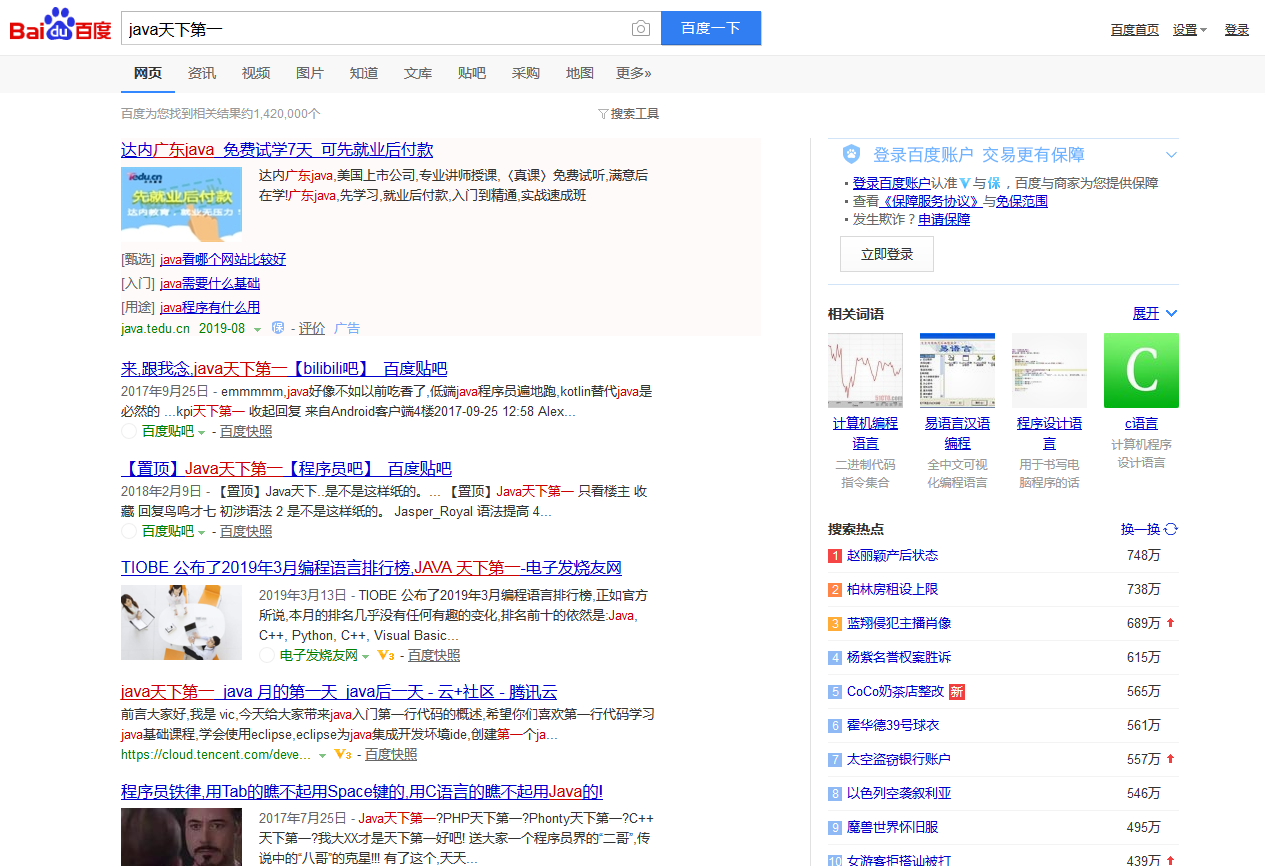 Bai du 百度
java天下第一
百度一下
百度首页 设置 登录
网页 资讯 视频 图片 知道 文库 贴吧 采购 地图 更多»
百度为您找到相关结果约1,420,000个
搜索工具
达内广东java_免费试学7天_可先就业后付款
tedu.cn
先就业后付款
达内教育，就业无压力！
达内广东java,美国上市公司,专业讲师授课,〈真课〉免费试听,满意后
在学!广东java,先学习,就业后付款,入门到精通,实战速成班
[甄选] java看哪个网站比较好
[入门] java需要什么基础
[用途] java程序有什么用
java.tedu.cn 2019-08 保 - 评价 广告
来,跟我念,java天下第一【bilibili吧】_百度贴吧
2017年9月25日 - emmmmm,java好像不如以前吃香了,低端java程序员遍地跑,kotlin替代java是
必然的 ...kpi天下第一 收起回复 来自Android客户端4楼2017-09-25 12:58 Alex...
百度贴吧 - 百度快照
【置顶】Java天下第一【程序员吧】_百度贴吧
2018年2月9日 - 【置顶】Java天下..是不是这样纸的。... 【置顶】Java天下第一 只看楼主 收
藏 回复鸟鸣才七 初涉语法 2 是不是这样纸的。 Jasper_Royal 语法提高 4...
百度贴吧 - 百度快照
TIOBE 公布了2019年3月编程语言排行榜,JAVA 天下第一-电子发烧友网
2019年3月13日 - TIOBE 公布了2019年3月编程语言排行榜,正如官方
所说,本月的排名几乎没有任何有趣的变化,排名前十的依然是:Java,
C++, Python, C++, Visual Basic...
电子发烧友网 V3 - 百度快照
java天下第一_java 月的第一天_java后一天 - 云+社区 - 腾讯云
前言大家好,我是 vic,今天给大家带来java入门第一行代码的概述,希望你们喜欢第一行代码学习
java基础课程,学会使用eclipse,eclipse为java集成开发坏境ide,创建第一个ja...
https://cloud.tencent.com/deve... V3 - 百度快照
程序员铁律,用Tab的瞧不起用Space键的,用C语言的瞧不起用Java的!
2017年7月25日 - Java天下第一?PHP天下第一?Phonty天下第一?C++
天下第一?我大XX才是天下第一好吧! 送大家一个程序员界的“二哥”,传
说中的“八哥”的克星!!! 有了这个,天天...
登录百度账户 交易更有保障
登录百度账户认准V与保，百度与商家为您提供保障
查看《保障服务协议》与免保范围
发生欺诈？申请保障
立即登录
相关词语 展开
易语言
C
计算机编程语言 易语言汉语编程 程序设计语言 c语言
二进制代码指令集合 全中文可视化编程语言 用于书写电脑程序的话 计算机程序设计语言
搜索热点 换一换
1 赵丽颖产后状态 748万
2 柏林房租设上限 738万
3 蓝翔侵犯主播肖像 689万
4 杨紫名誉权案胜诉 615万
5 CoCo奶茶店整改 新 565万
6 霍华德39号球衣 561万
7 太空盗窃银行账户 557万
8 以色列空袭叙利亚 546万
9 魔兽世界怀旧服 495万
10 女游客拒搭讪被打 439万